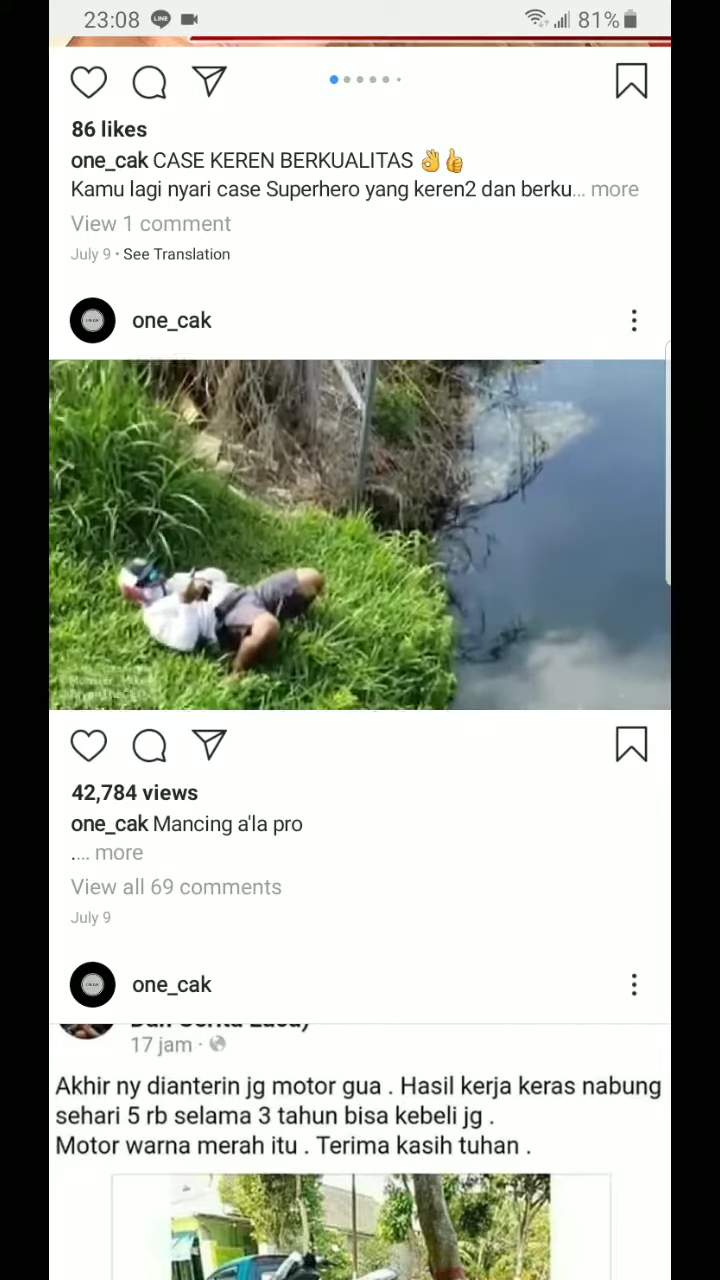 23:08 LINE 81%
86 likes
one_cak CASE KEREN BERKUALITAS 👌👍
Kamu lagi nyari case Superhero yang keren2 dan berku... more
View 1 comment
July 9 • See Translation
one_cak
42,784 views
one_cak Mancing a'la pro
.... more
View all 69 comments
July 9
one_cak
17 jam ·
Akhir ny dianterin jg motor gua . Hasil kerja keras nabung
sehari 5 rb selama 3 tahun bisa kebeli jg .
Motor warna merah itu . Terima kasih tuhan .